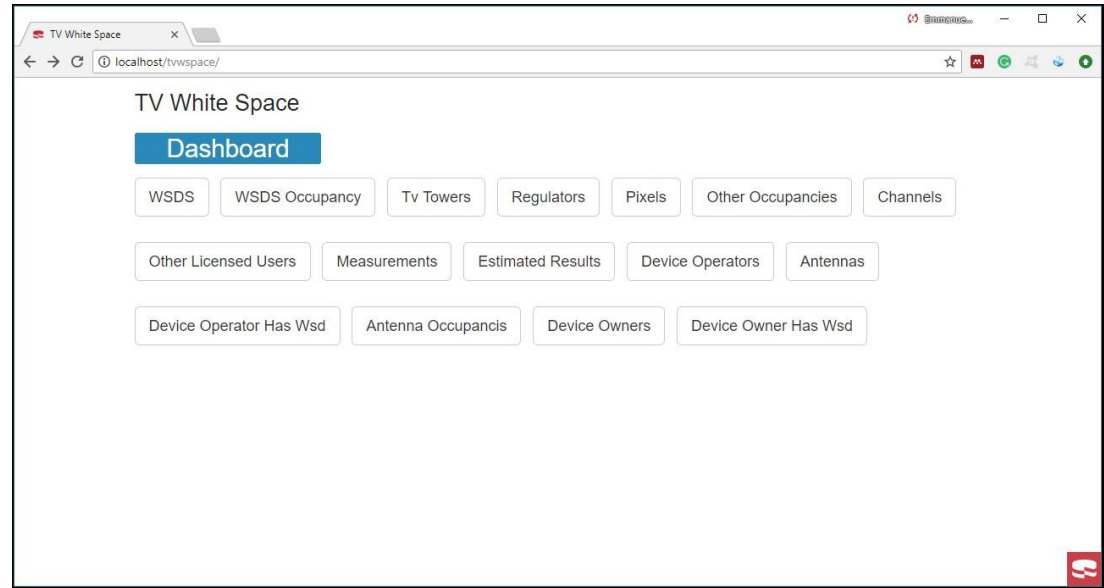 Emmanue...
TV White Space
localhost/tvwspace/
TV White Space
Dashboard
WSDS WSDS Occupancy Tv Towers Regulators Pixels Other Occupancies Channels
Other Licensed Users Measurements Estimated Results Device Operators Antennas
Device Operator Has Wsd Antenna Occupancis Device Owners Device Owner Has Wsd